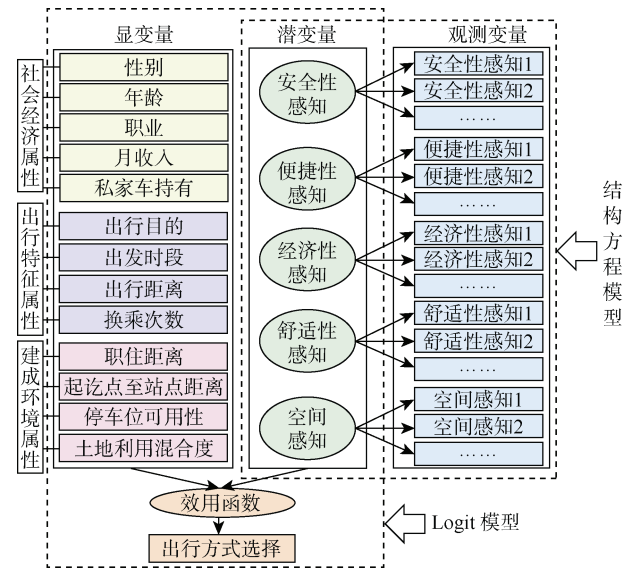 显变量
潜变量
观测变量
社会经济属性
性别
年龄
职业
月收入
私家车持有
出行特征属性
出行目的
出发时段
出行距离
换乘次数
建成环境属性
职住距离
起讫点至站点距离
停车位可用性
土地利用混合度
安全性
感知
便捷性
感知
经济性
感知
舒适性
感知
空间
感知
安全性感知1
安全性感知2
……
便捷性感知1
便捷性感知2
……
经济性感知1
经济性感知2
……
舒适性感知1
舒适性感知2
……
空间感知1
空间感知2
……
结构方程模型
效用函数
出行方式选择
Logit 模型